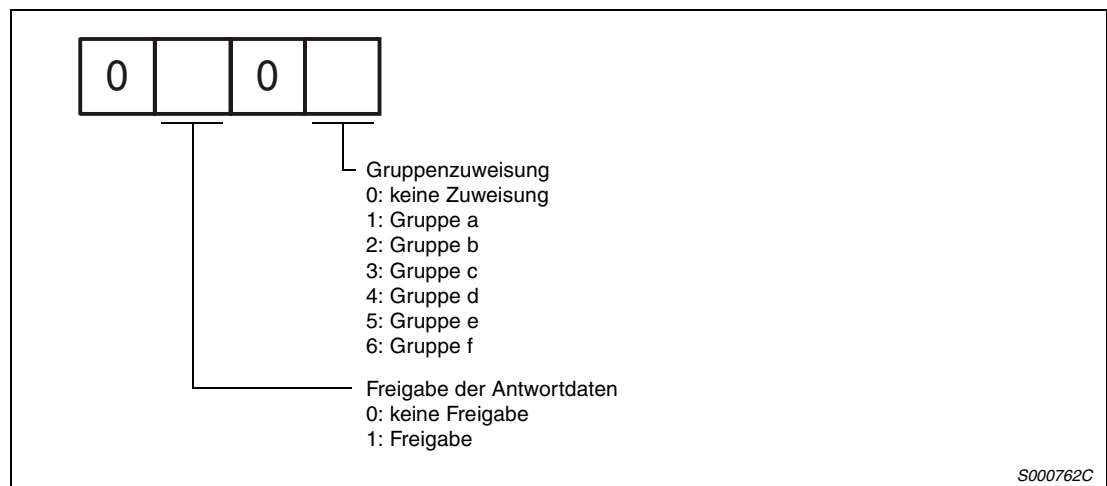 0 0
Gruppenzuweisung
0: keine Zuweisung
1: Gruppe a
2: Gruppe b
3: Gruppe c
4: Gruppe d
5: Gruppe e
6: Gruppe f
Freigabe der Antwortdaten
0: keine Freigabe
1: Freigabe
S000762C